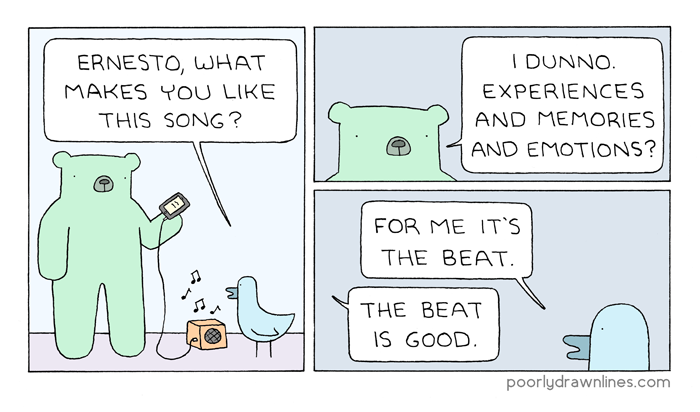 ERNESTO, WHAT
MAKES YOU LIKE
THIS SONG?
I DUNNO.
EXPERIENCES
AND MEMORIES
AND EMOTIONS?
FOR ME IT'S
THE BEAT.
THE BEAT
IS GOOD.
poorlydrawnlines.com